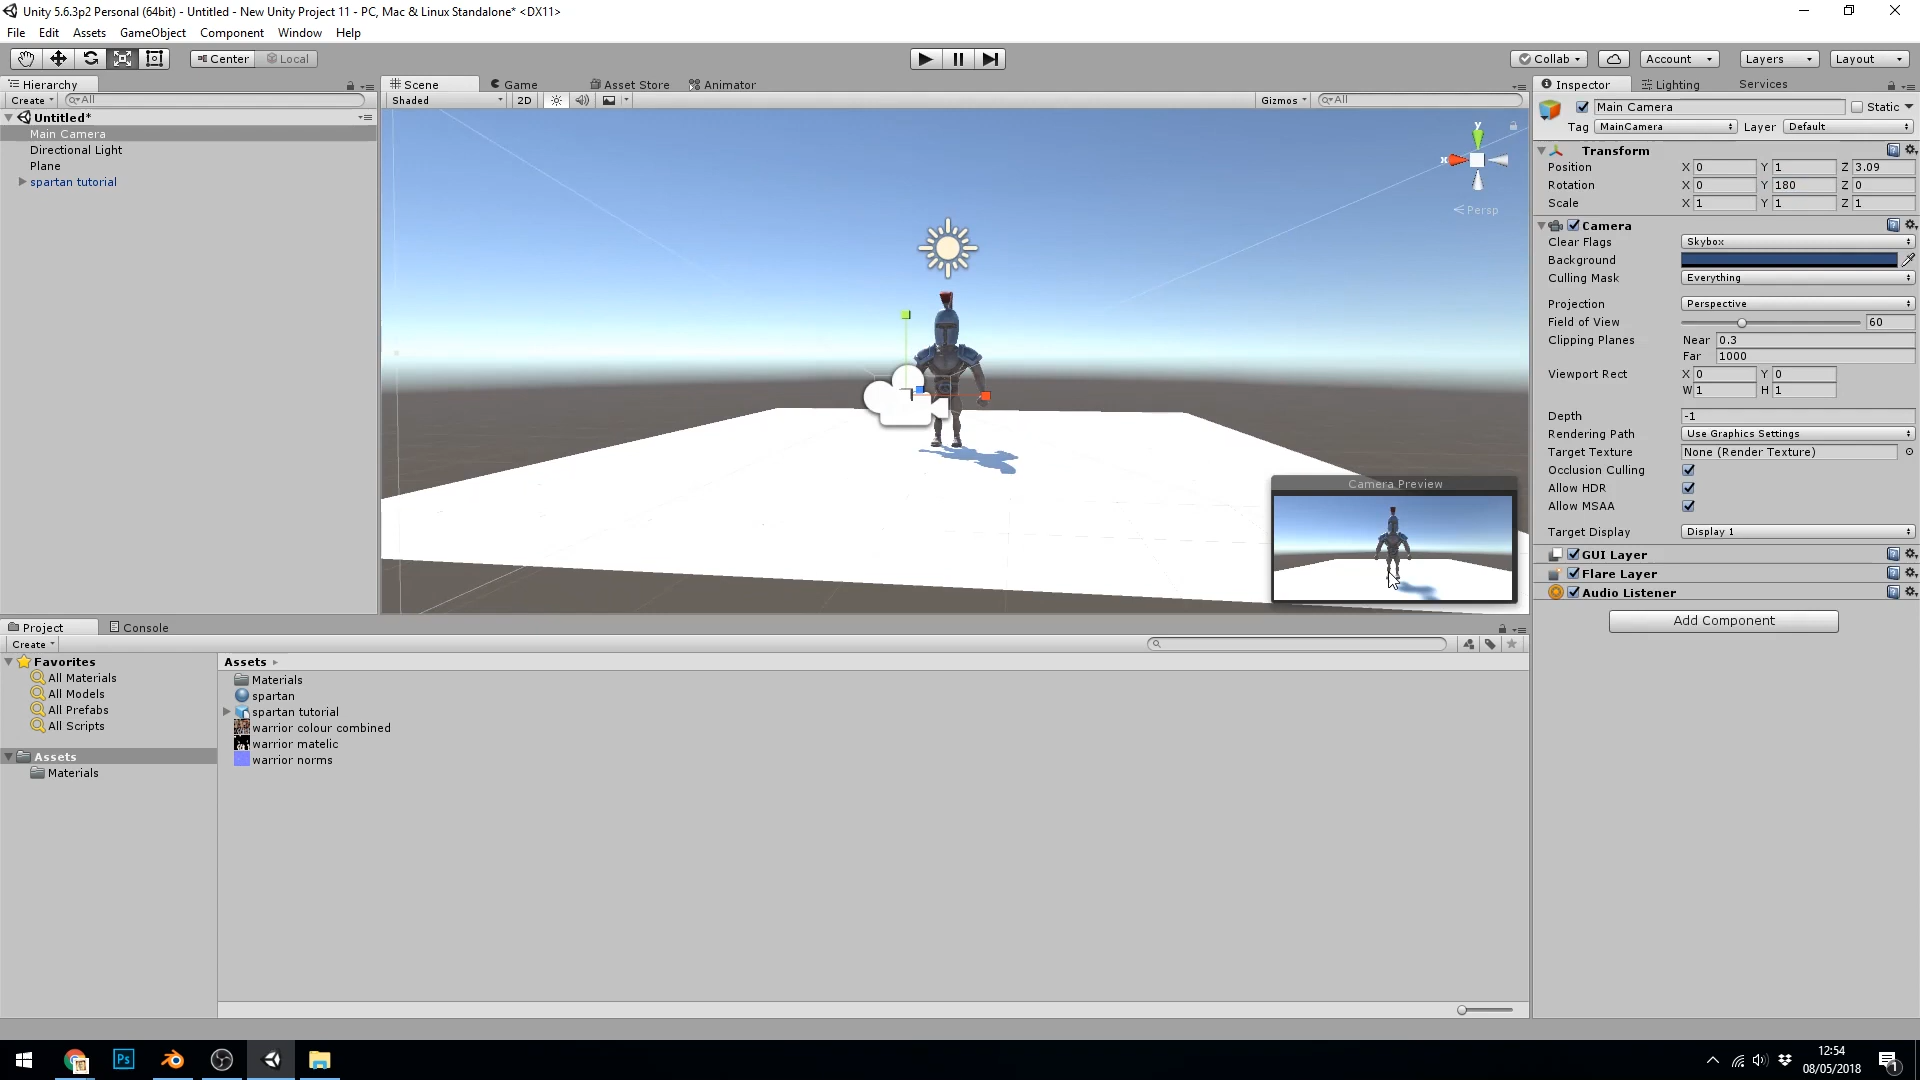 Unity 5.6.3p2 Personal (64bit) - Untitled - New Unity Project 11 - PC, Mac & Linux Standalone* <DX11>
File Edit Assets GameObject Component Window Help
Center Local
Collab Account Layers Layout
Hierarchy
Create All
Untitled*
Main Camera
Directional Light
Plane
spartan tutorial
Scene Game Asset Store Animator
Shaded 2D Gizmos All
y
x
Persp
Camera Preview
Inspector Lighting Services
Main Camera Static
Tag MainCamera Layer Default
Transform
Position X 0 Y 1 Z 3.09
Rotation X 0 Y 180 Z 0
Scale X 1 Y 1 Z 1
Camera
Clear Flags Skybox
Background
Culling Mask Everything
Projection Perspective
Field of View 60
Clipping Planes Near 0.3
Far 1000
Viewport Rect X 0 Y 0
W 1 H 1
Depth -1
Rendering Path Use Graphics Settings
Target Texture None (Render Texture)
Occlusion Culling
Allow HDR
Allow MSAA
Target Display Display 1
GUI Layer
Flare Layer
Audio Listener
Add Component
Project Console
Create
Favorites
All Materials
All Models
All Prefabs
All Scripts
Assets
Materials
Assets
Materials
spartan
spartan tutorial
warrior colour combined
warrior matelic
warrior norms
Ps
12:54
08/05/2018
1